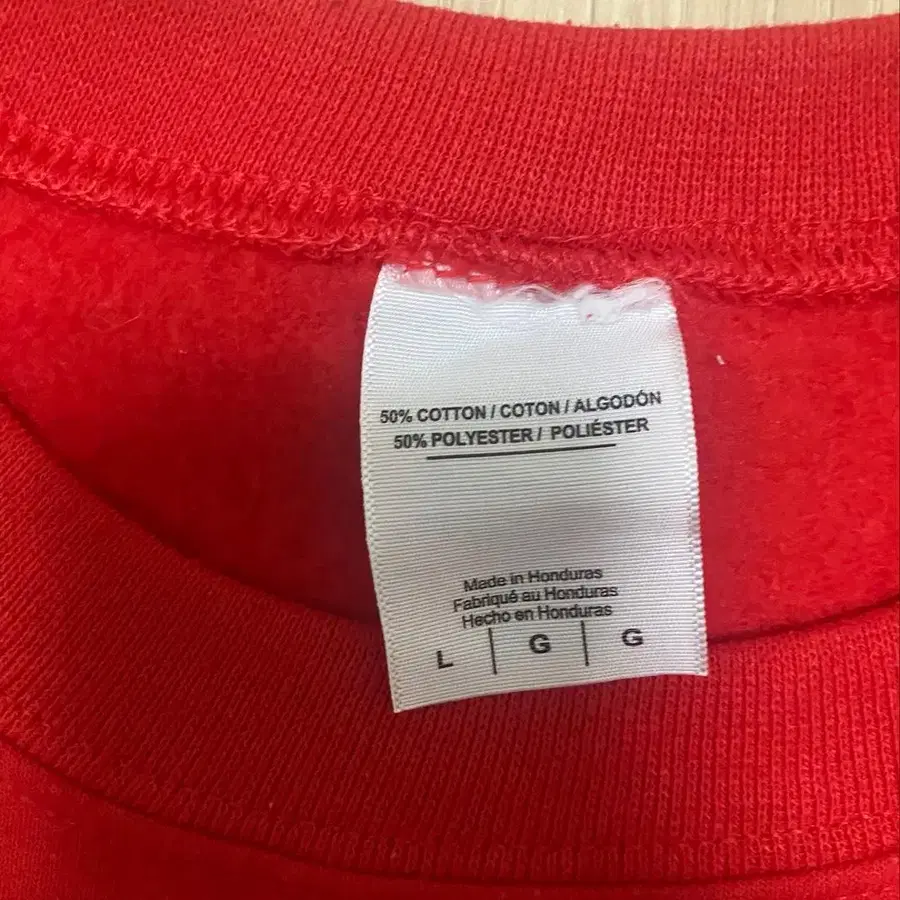 50% COTTON / COTON / ALGODÓN
50% POLYESTER / POLIÉSTER
Made in Honduras
Fabriqué au Honduras
Hecho en Honduras
L | G | G